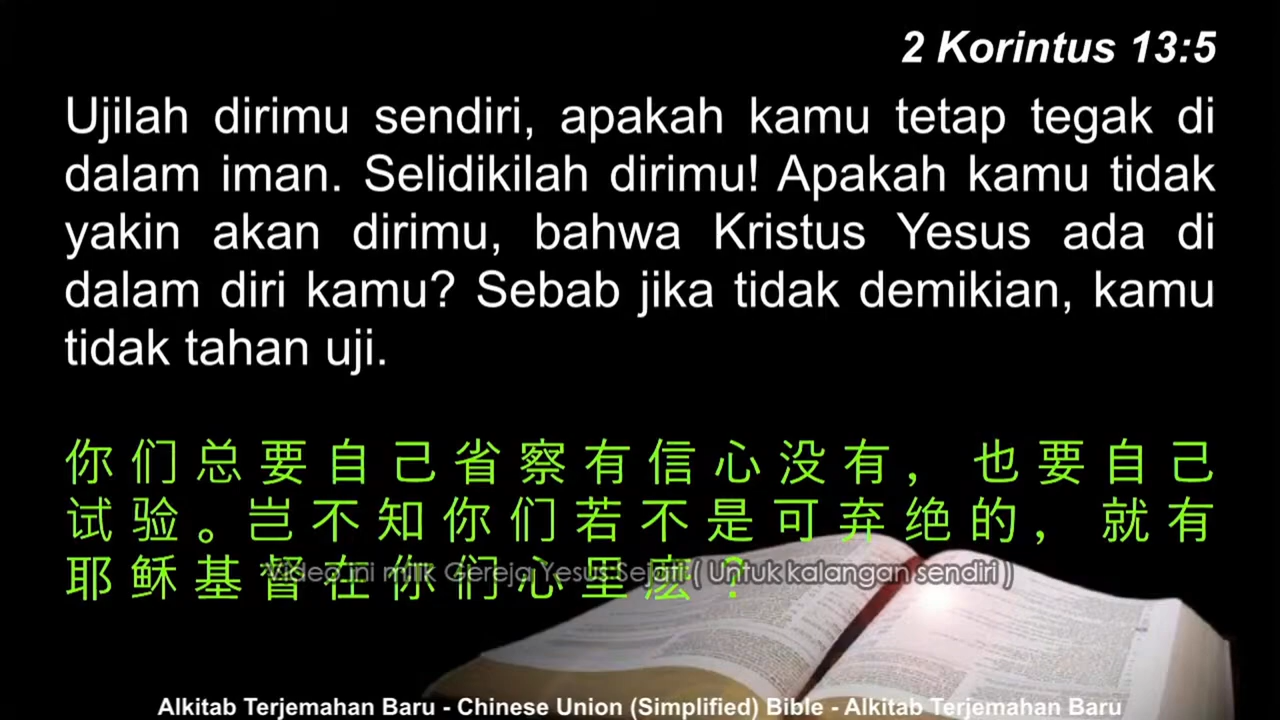 2 Korintus 13:5
Ujilah dirimu sendiri, apakah kamu tetap tegak di
dalam iman. Selidikilah dirimu! Apakah kamu tidak
yakin akan dirimu, bahwa Kristus Yesus ada di
dalam diri kamu? Sebab jika tidak demikian, kamu
tidak tahan uji.
你们总要自己省察有信心没有，也要自己
试验。岂不知你们若不是可弃绝的，就有
耶稣基督在你们心里麽？
Video ini milik Gereja Yesus Sejati ( Untuk kalangan sendiri )
Alkitab Terjemahan Baru - Chinese Union (Simplified) Bible - Alkitab Terjemahan Baru